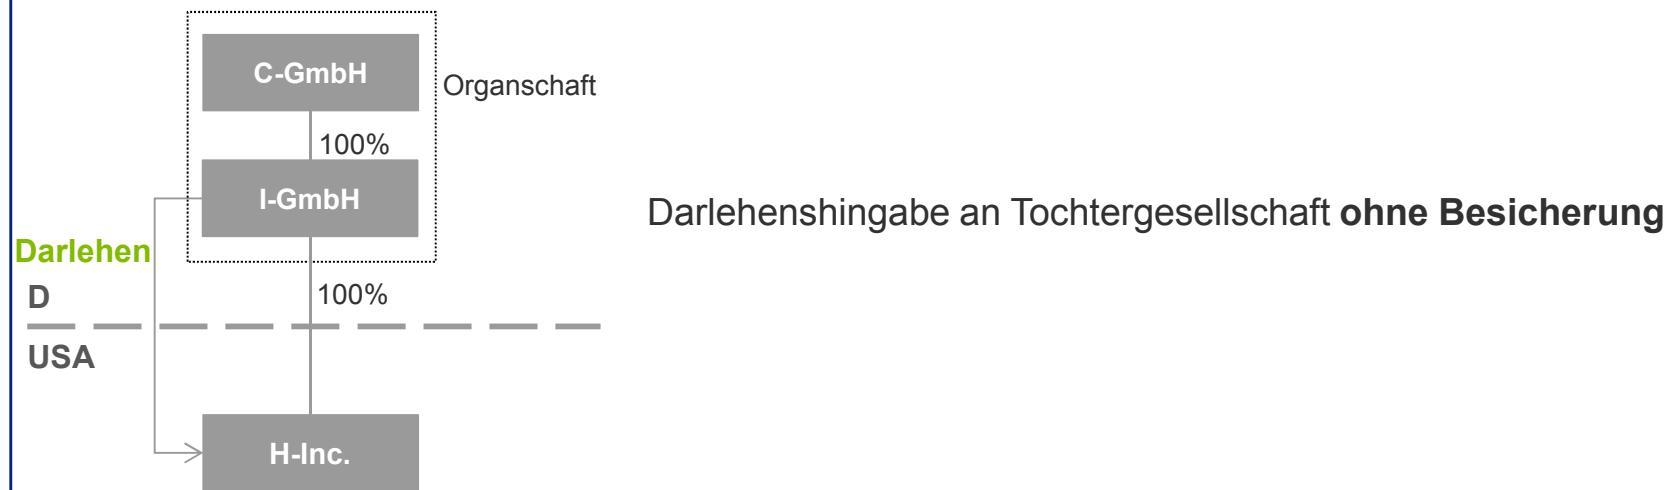 C-GmbH
Organschaft
100%
I-GmbH
Darlehenshingabe an Tochtergesellschaft ohne Besicherung
Darlehen
D
100%
USA
H-Inc.